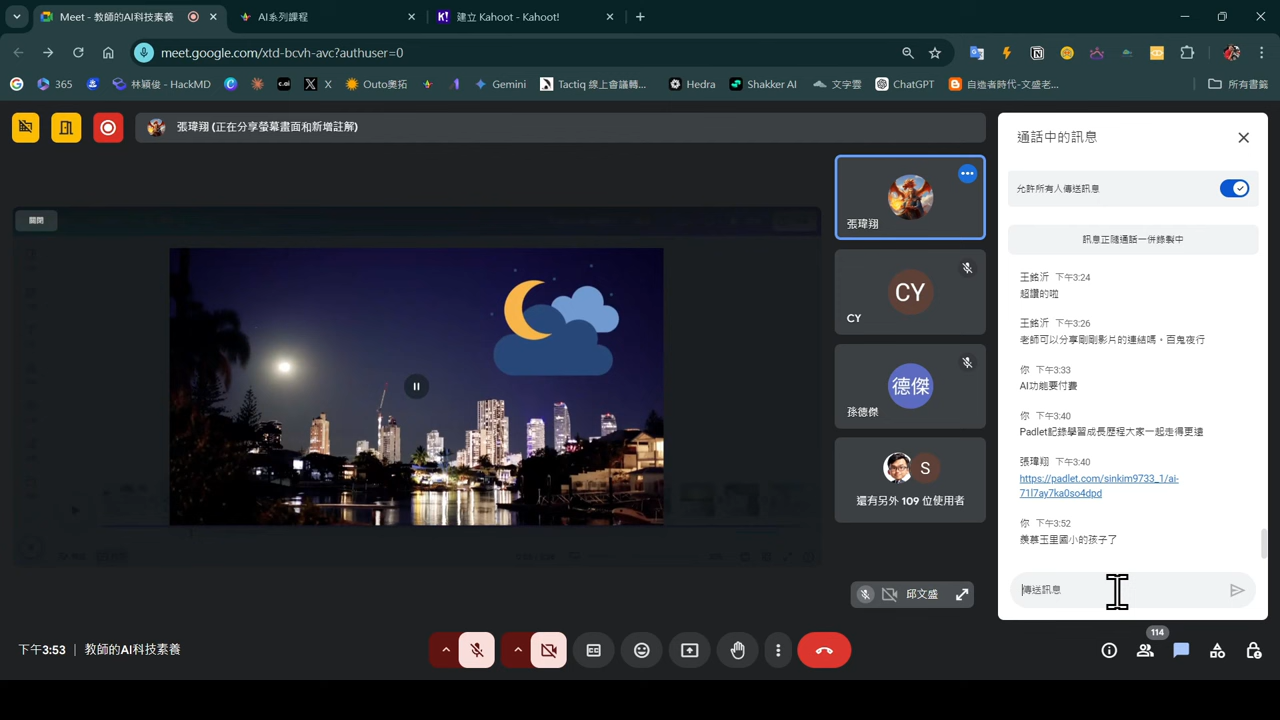 Meet - 教師的AI科技素養
AI系列課程
建立 Kahoot - Kahoot!
meet.google.com/xtd-bcvh-avc?authuser=0
365
林穎俊 - HackMD
c.ai
X
Outo奧拓
Gemini
Tactiq 線上會議轉...
Hedra
Shakker AI
文字雲
ChatGPT
自造者時代-文盛老...
所有書籤
張瑋翔 (正在分享螢幕畫面和新增註解)
關閉
張瑋翔
CY
CY
德傑
孫德傑
S
還有另外 109 位使用者
邱文盛
通話中的訊息
允許所有人傳送訊息
訊息正隨通話一併錄製中
王銘沂 下午3:24
超讚的啦
王銘沂 下午3:26
老師可以分享剛剛影片的連結嗎，百鬼夜行
你 下午3:33
AI功能要付費
你 下午3:40
Padlet記錄學習成長歷程大家一起走得更遠
張瑋翔 下午3:40
https://padlet.com/sinkim9733_1/ai-
71l7ay7ka0so4dpd
你 下午3:52
羨慕玉里國小的孩子了
傳送訊息
下午3:53 | 教師的AI科技素養
114